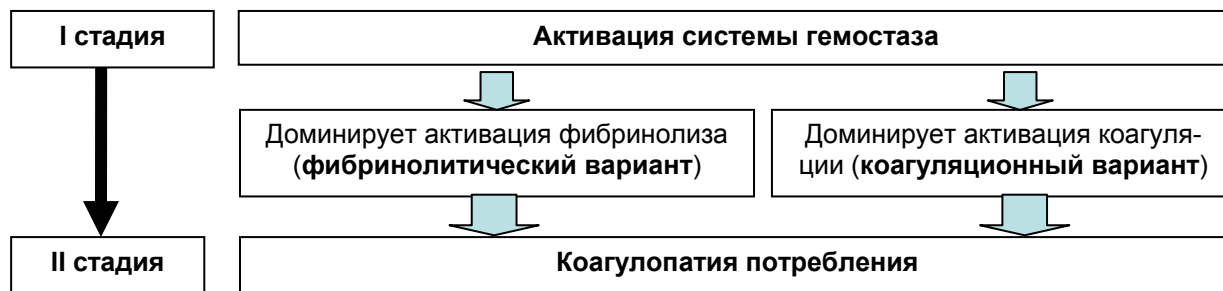 I стадия
Активация системы гемостаза
Доминирует активация фибринолиза
(фибринолитический вариант)
Доминирует активация коагуля-
ции (коагуляционный вариант)
II стадия
Коагулопатия потребления